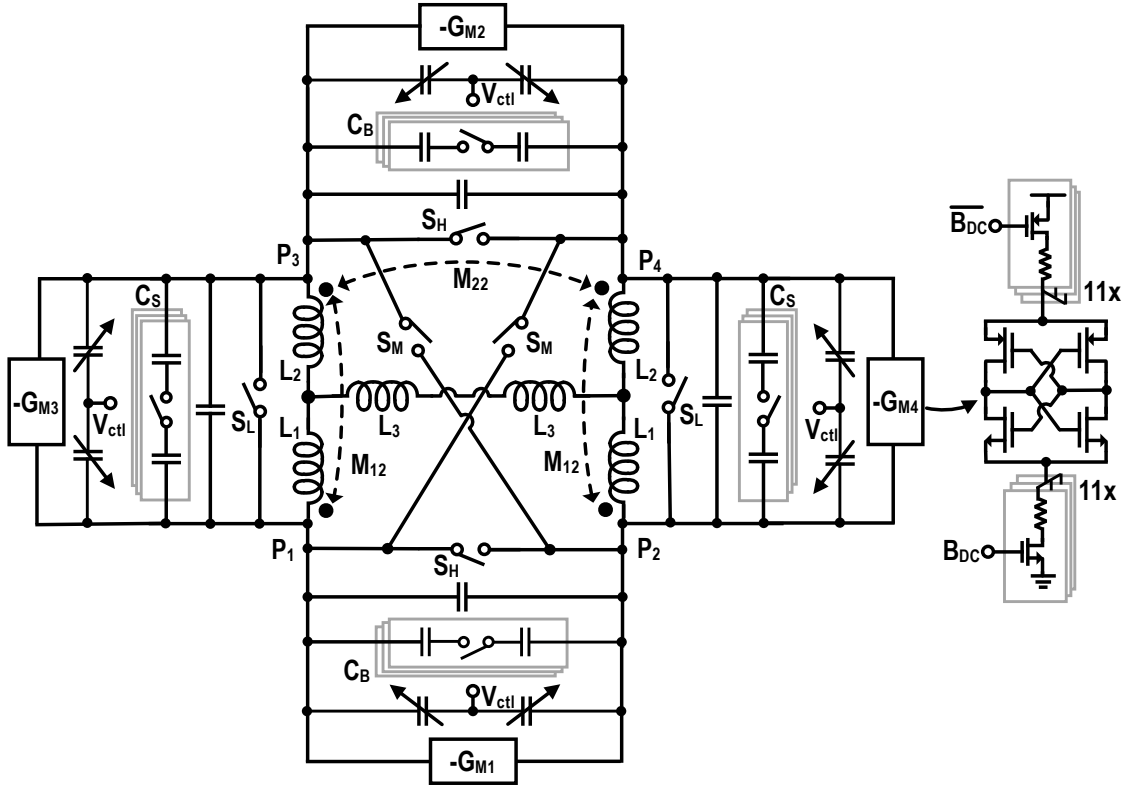 -GM2
Vctl
CB
SH
P3
P4
M22
BDC
11x
CS
CS
SM
SM
L2
L2
-GM3
Vctl
SL
SL
Vctl
-GM4
L1
L3
L3
L1
M12
M12
11x
P1
P2
SH
BDC
CB
Vctl
-GM1